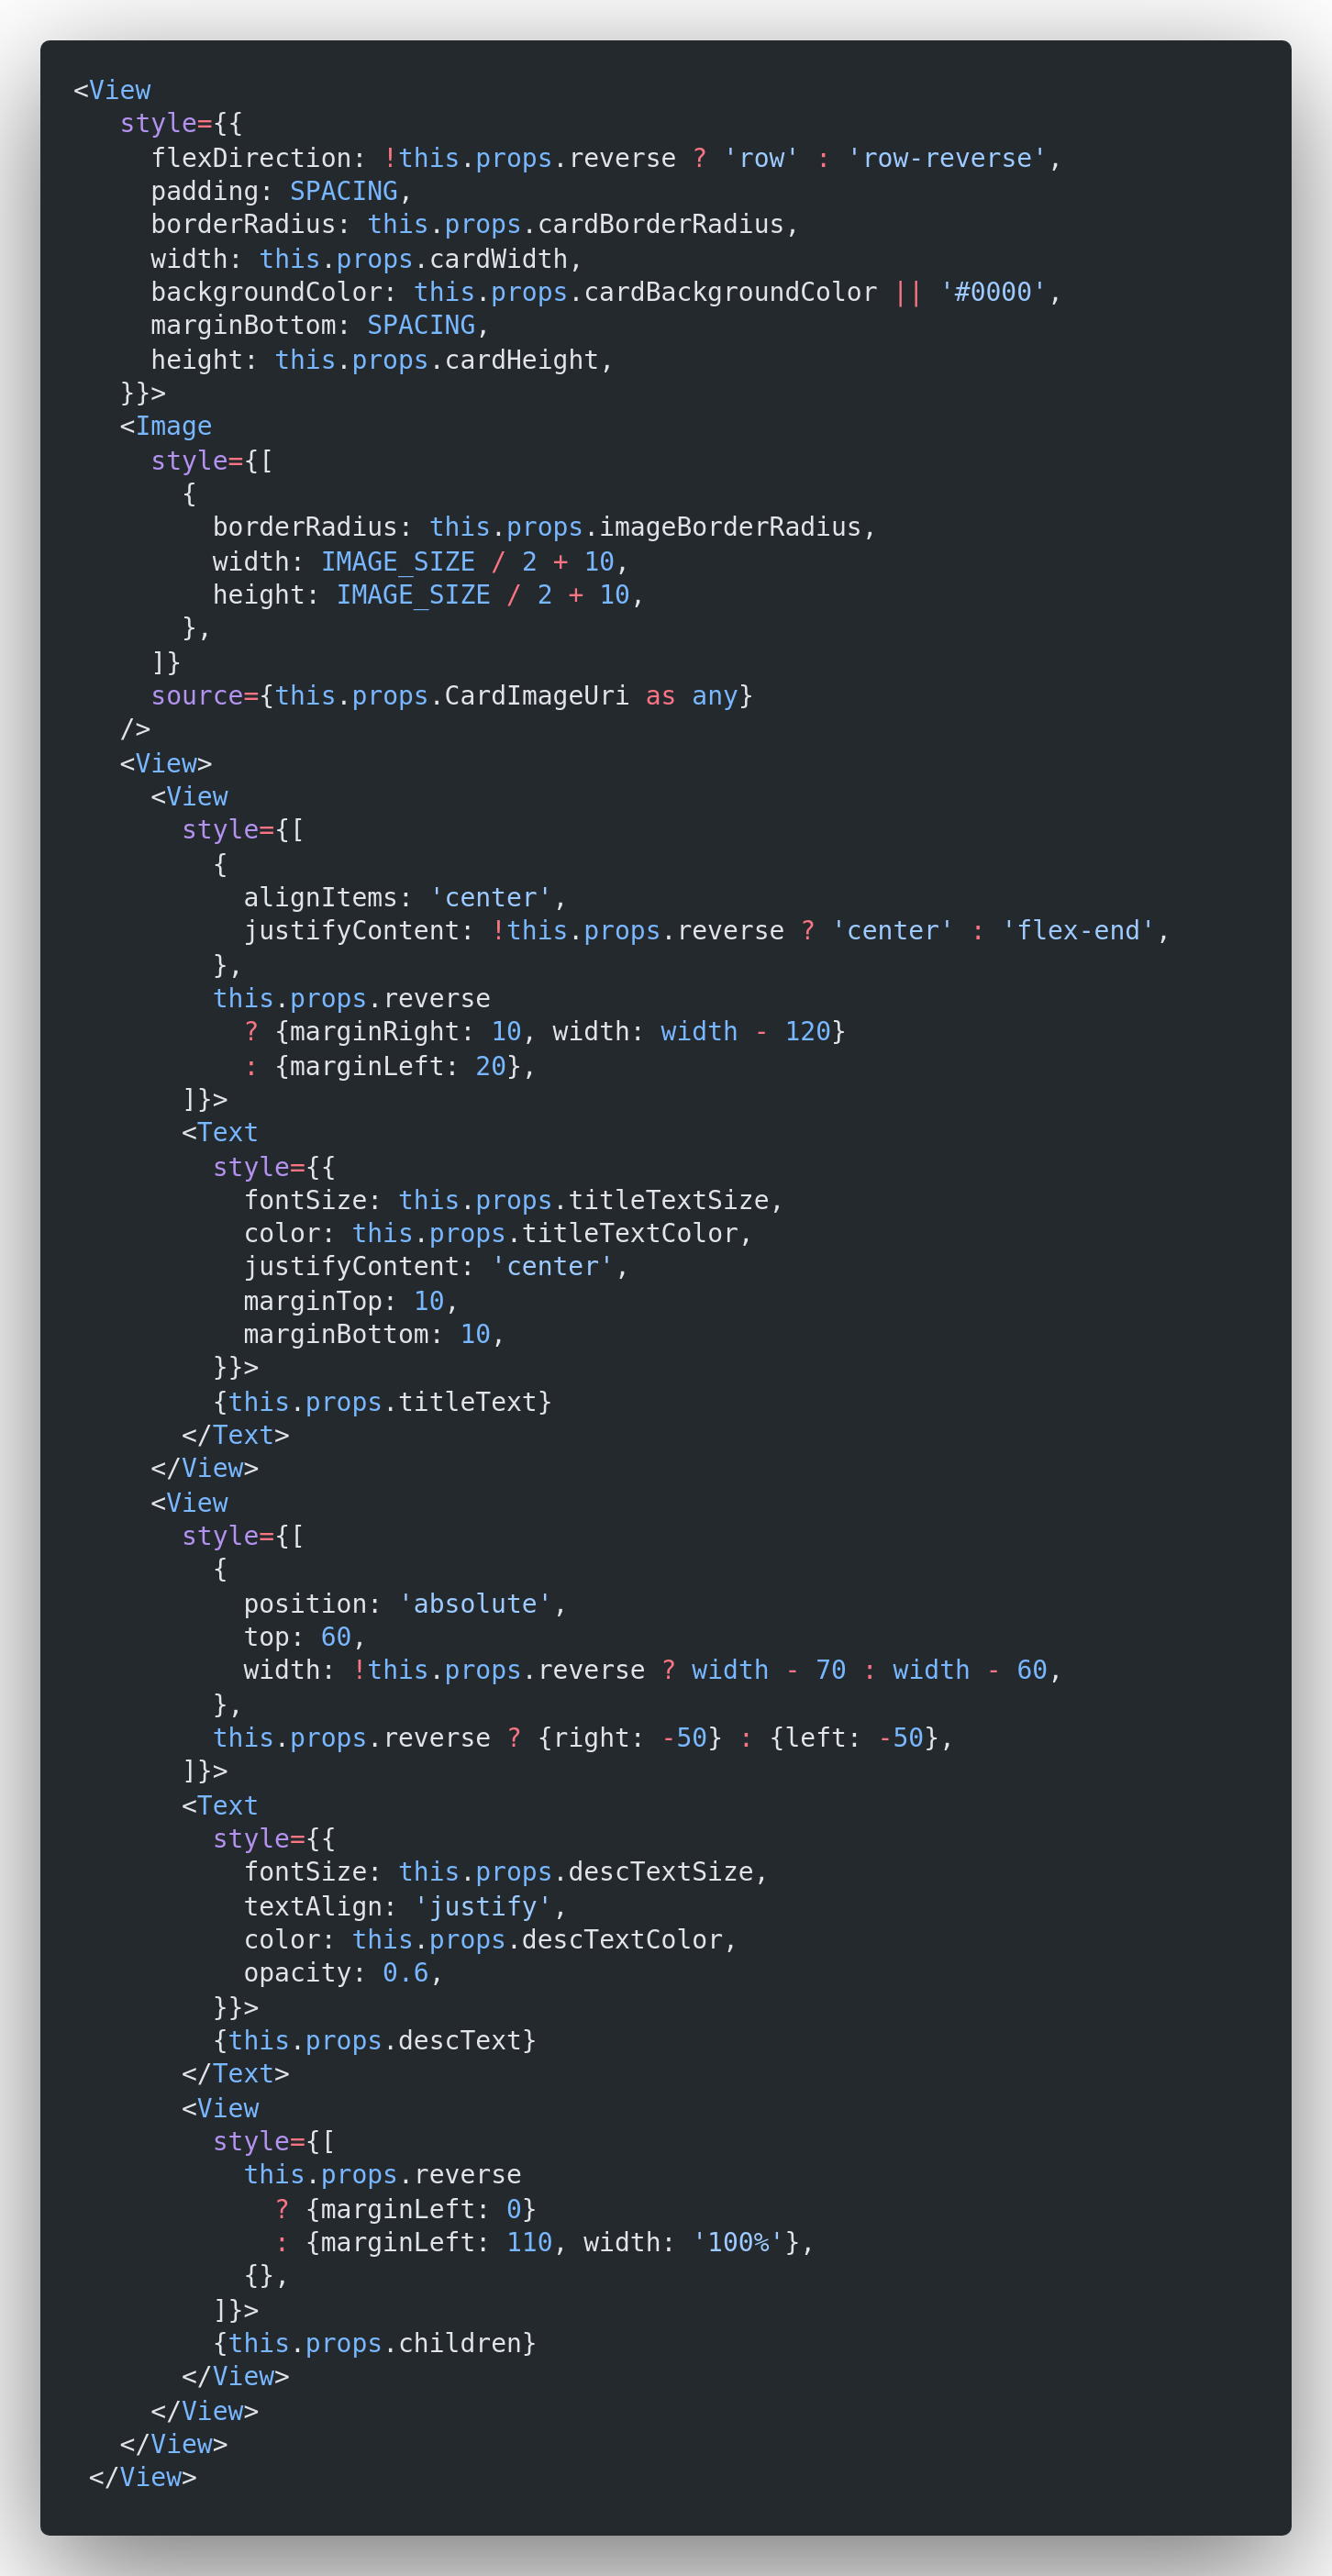 <View
   style={{
     flexDirection: !this.props.reverse ? 'row' : 'row-reverse',
     padding: SPACING,
     borderRadius: this.props.cardBorderRadius,
     width: this.props.cardWidth,
     backgroundColor: this.props.cardBackgroundColor || '#0000',
     marginBottom: SPACING,
     height: this.props.cardHeight,
   }}>
   <Image
     style={[
       {
         borderRadius: this.props.imageBorderRadius,
         width: IMAGE_SIZE / 2 + 10,
         height: IMAGE_SIZE / 2 + 10,
       },
     ]}
     source={this.props.CardImageUri as any}
   />
   <View>
     <View
       style={[
         {
           alignItems: 'center',
           justifyContent: !this.props.reverse ? 'center' : 'flex-end',
         },
         this.props.reverse
           ? {marginRight: 10, width: width - 120}
           : {marginLeft: 20},
       ]}>
       <Text
         style={{
           fontSize: this.props.titleTextSize,
           color: this.props.titleTextColor,
           justifyContent: 'center',
           marginTop: 10,
           marginBottom: 10,
         }}>
         {this.props.titleText}
       </Text>
     </View>
     <View
       style={[
         {
           position: 'absolute',
           top: 60,
           width: !this.props.reverse ? width - 70 : width - 60,
         },
         this.props.reverse ? {right: -50} : {left: -50},
       ]}>
       <Text
         style={{
           fontSize: this.props.descTextSize,
           textAlign: 'justify',
           color: this.props.descTextColor,
           opacity: 0.6,
         }}>
         {this.props.descText}
       </Text>
       <View
         style={[
           this.props.reverse
             ? {marginLeft: 0}
             : {marginLeft: 110, width: '100%'},
           {},
         ]}>
         {this.props.children}
       </View>
     </View>
   </View>
 </View>